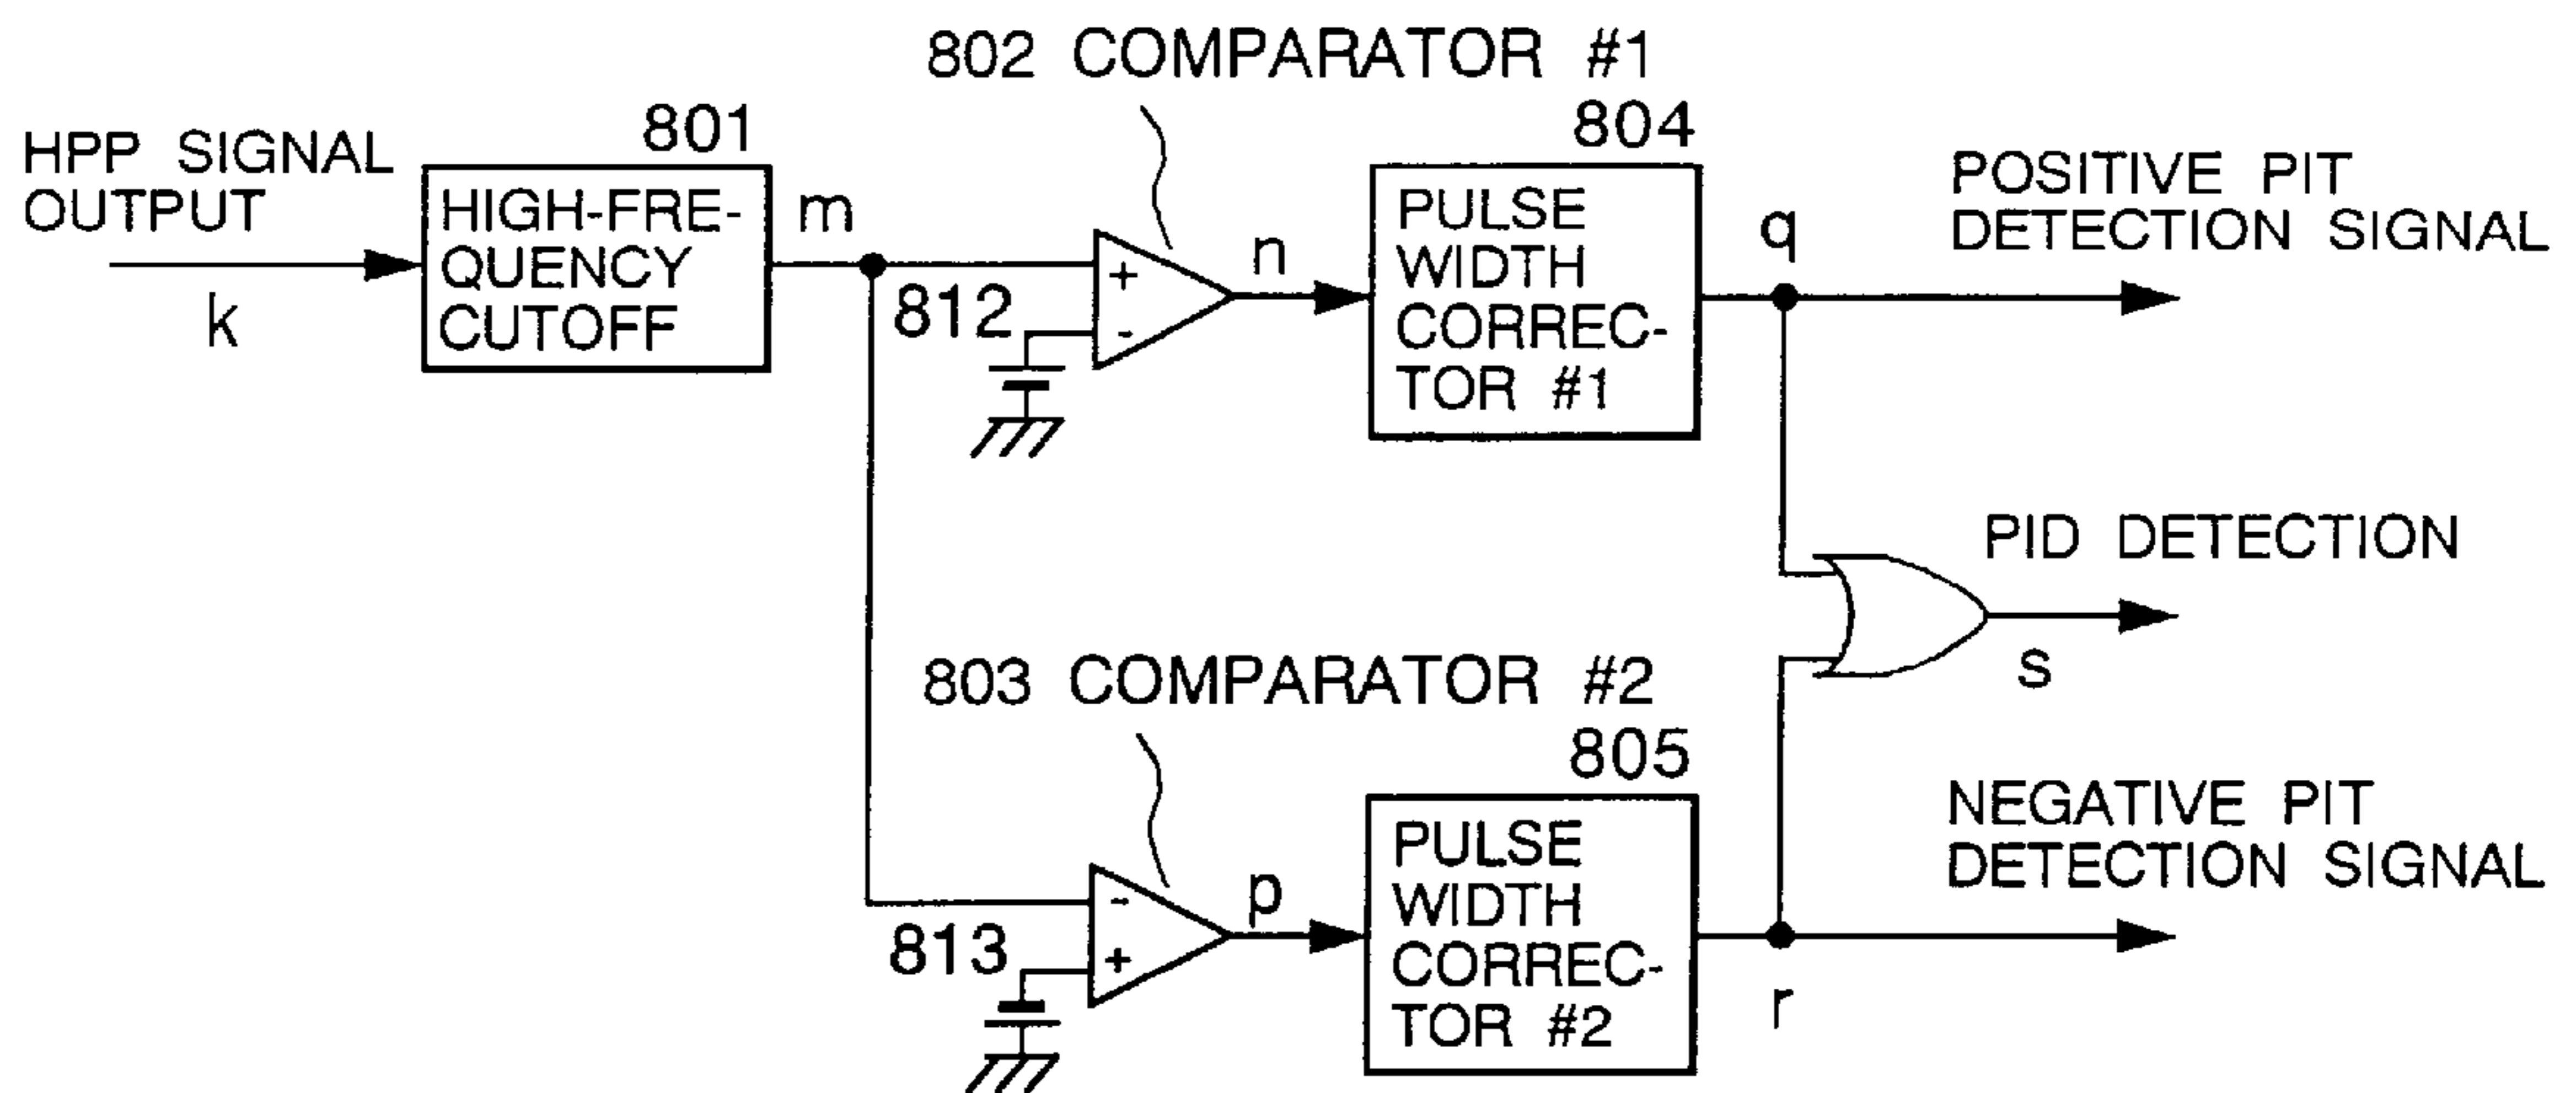 802 COMPARATOR #1
HPP SIGNAL
OUTPUT
k
801
HIGH-FRE-
QUENCY
CUTOFF
m
812
+
-
n
804
PULSE
WIDTH
CORREC-
TOR #1
q
POSITIVE PIT
DETECTION SIGNAL
PID DETECTION
s
803 COMPARATOR #2
813
-
+
p
805
PULSE
WIDTH
CORREC-
TOR #2
r
NEGATIVE PIT
DETECTION SIGNAL